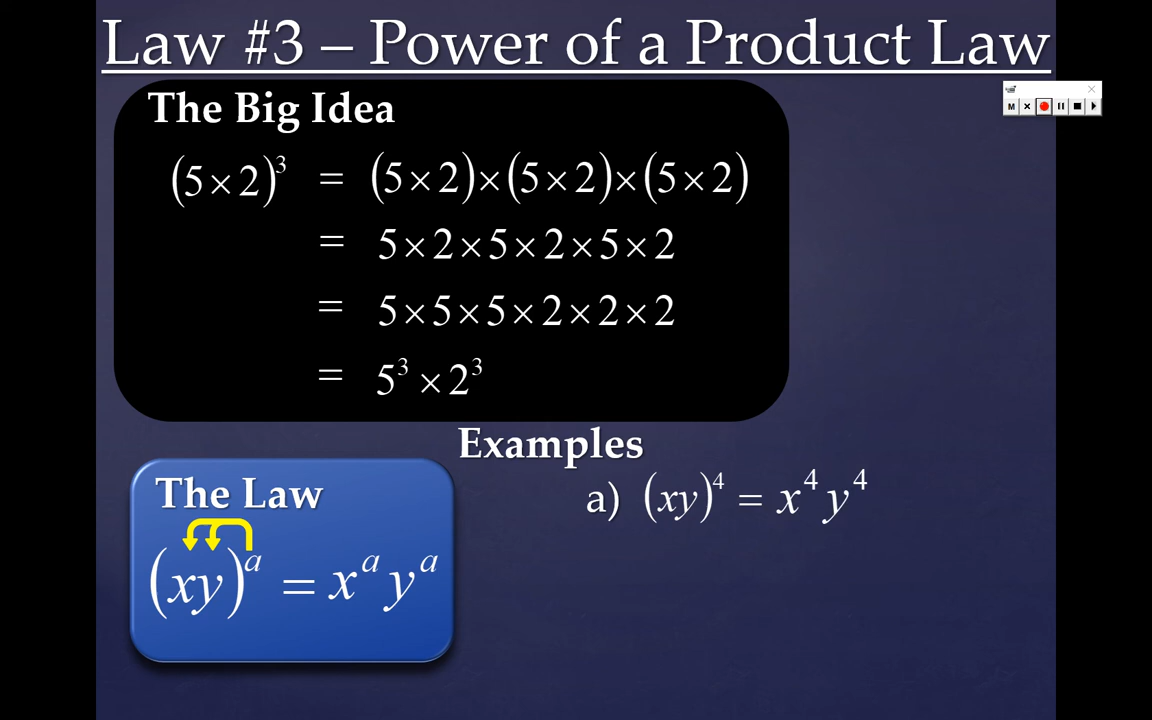 Law #3 – Power of a Product Law
The Big Idea
(5×2)³ = (5×2)×(5×2)×(5×2)
= 5×2×5×2×5×2
= 5×5×5×2×2×2
= 5³×2³
Examples
a) (xy)⁴ = x⁴y⁴
The Law
(xy)ᵃ = xᵃyᵃ
M